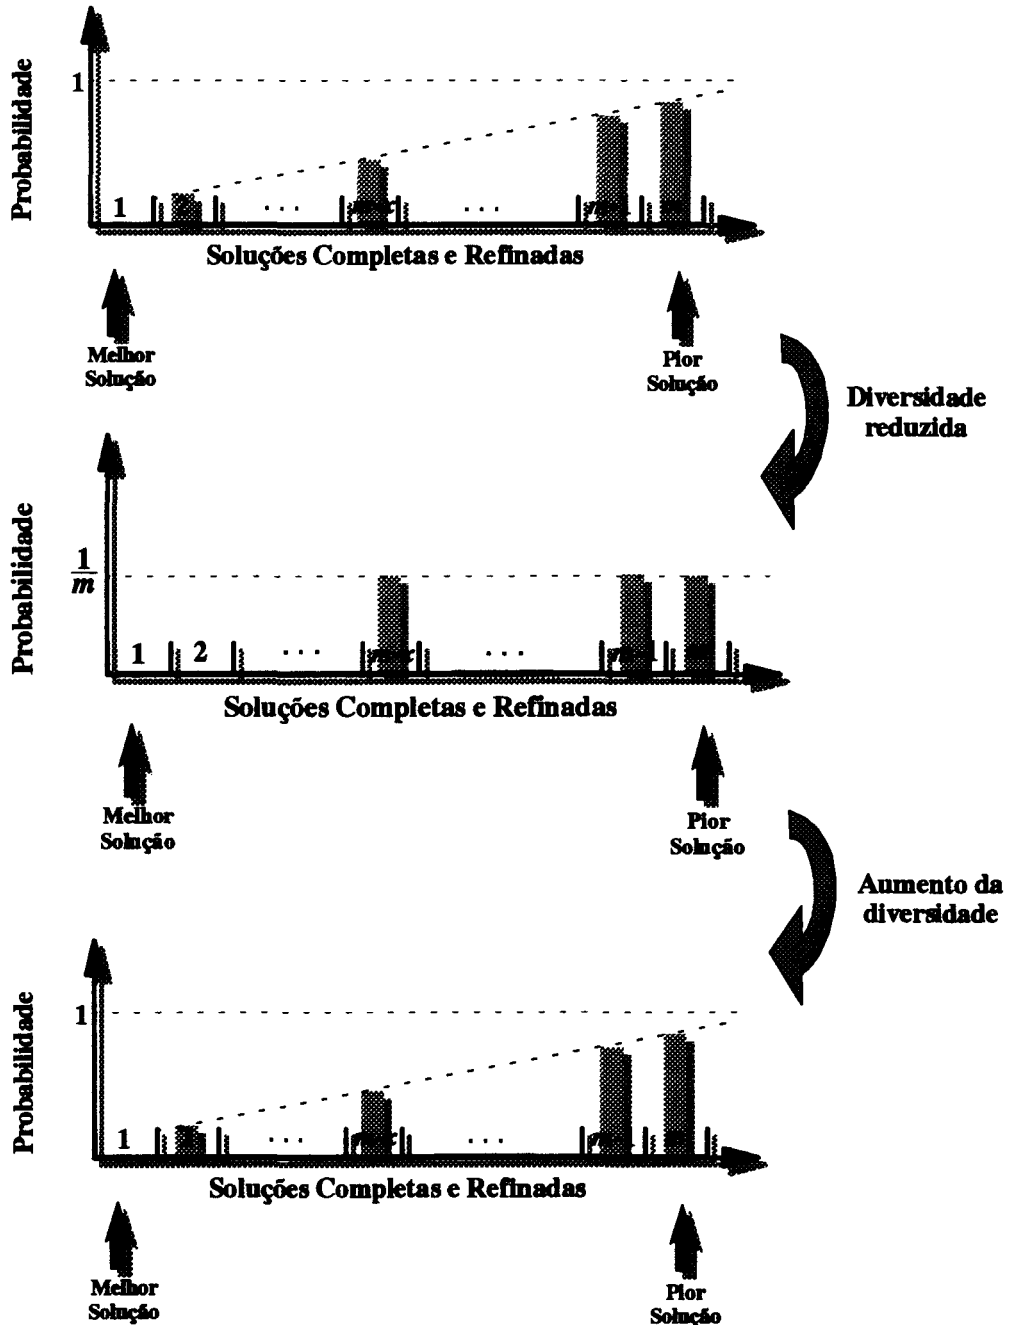 Probabilidade
1
1
. . .
. . .
Soluções Completas e Refinadas
Melhor
Solução
Pior
Solução
Diversidade
reduzida
Probabilidade
1
m
1
2
. . .
. . .
Soluções Completas e Refinadas
Melhor
Solução
Pior
Solução
Aumento da
diversidade
Probabilidade
1
1
. . .
. . .
Soluções Completas e Refinadas
Melhor
Solução
Pior
Solução